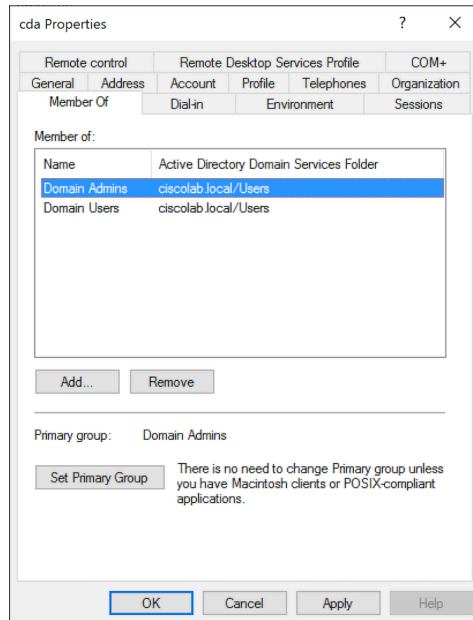 cda Properties ? ×
Remote control Remote Desktop Services Profile COM+
General Address Account Profile Telephones Organization
Member Of Dial-in Environment Sessions
Member of:
Name Active Directory Domain Services Folder
Domain Admins ciscolab.local/Users
Domain Users ciscolab.local/Users
Add... Remove
Primary group: Domain Admins
Set Primary Group
There is no need to change Primary group unless
you have Macintosh clients or POSIX-compliant
applications.
OK Cancel Apply Help